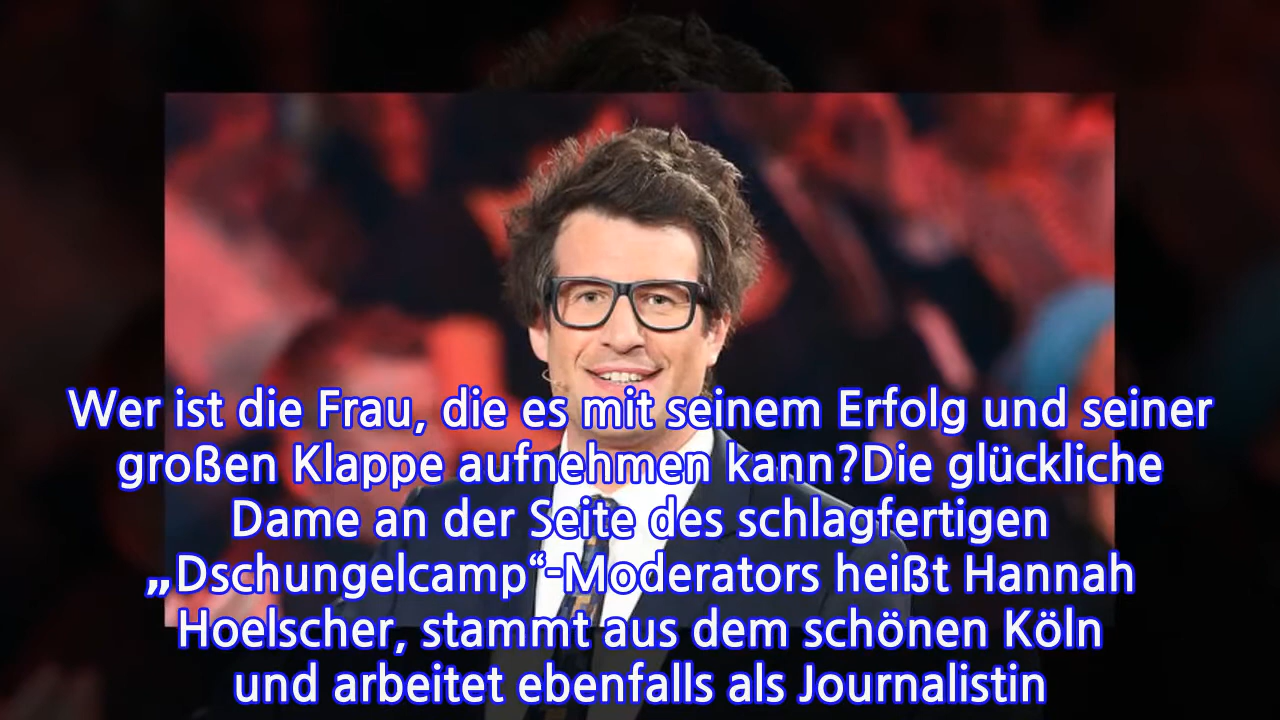 Wer ist die Frau, die es mit seinem Erfolg und seiner
großen Klappe aufnehmen kann?Die glückliche
Dame an der Seite des schlagfertigen
„Dschungelcamp“-Moderators heißt Hannah
Hoelscher, stammt aus dem schönen Köln
und arbeitet ebenfalls als Journalistin